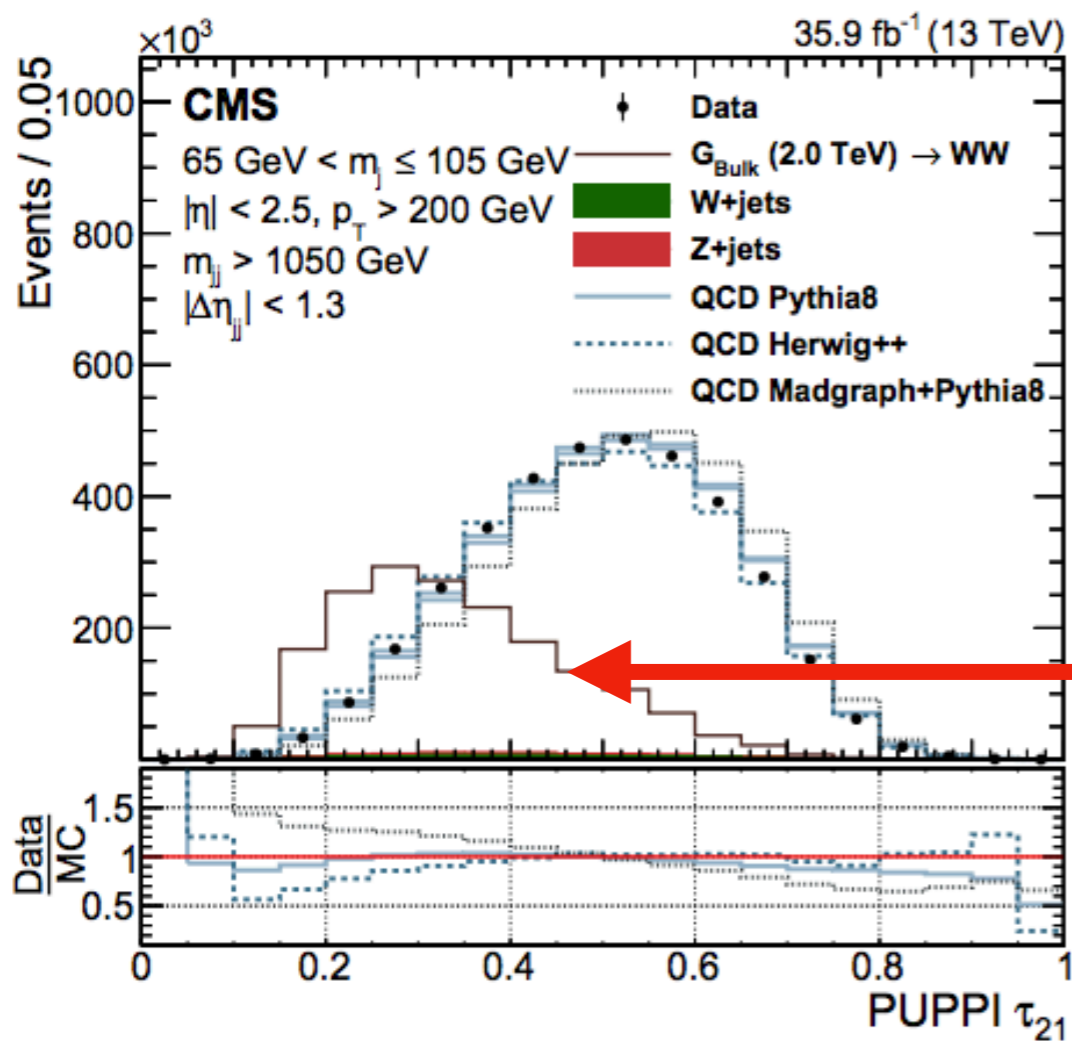 ×10³
35.9 fb⁻¹ (13 TeV)
Events / 0.05
1000
800
600
400
200
CMS
65 GeV < mⱼ ≤ 105 GeV
|η| < 2.5, p_T > 200 GeV
mⱼⱼ > 1050 GeV
|Δηⱼⱼ| < 1.3
Data
G_Bulk (2.0 TeV) → WW
W+jets
Z+jets
QCD Pythia8
QCD Herwig++
QCD Madgraph+Pythia8
Data
MC
1.5
1
0.5
0 0.2 0.4 0.6 0.8 1
PUPPI τ₂₁